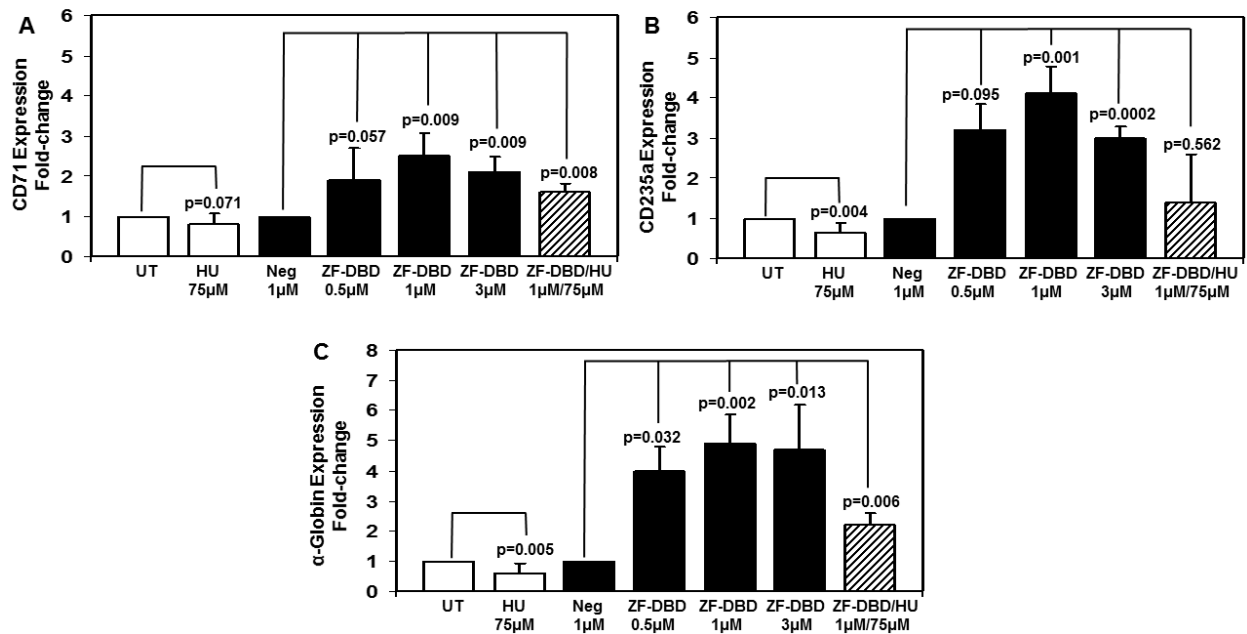 A
CD71 Expression
Fold-change
6
5
4
3
2
1
0
p=0.071
p=0.057
p=0.009
p=0.009
p=0.008
UT
HU
75µM
Neg
1µM
ZF-DBD
0.5µM
ZF-DBD
1µM
ZF-DBD
3µM
ZF-DBD/HU
1µM/75µM
B
CD235a Expression
Fold-change
6
5
4
3
2
1
0
p=0.004
p=0.095
p=0.001
p=0.0002
p=0.562
UT
HU
75µM
Neg
1µM
ZF-DBD
0.5µM
ZF-DBD
1µM
ZF-DBD
3µM
ZF-DBD/HU
1µM/75µM
C
α-Globin Expression
Fold-change
8
7
6
5
4
3
2
1
0
p=0.005
p=0.032
p=0.002
p=0.013
p=0.006
UT
HU
75µM
Neg
1µM
ZF-DBD
0.5µM
ZF-DBD
1µM
ZF-DBD
3µM
ZF-DBD/HU
1µM/75µM